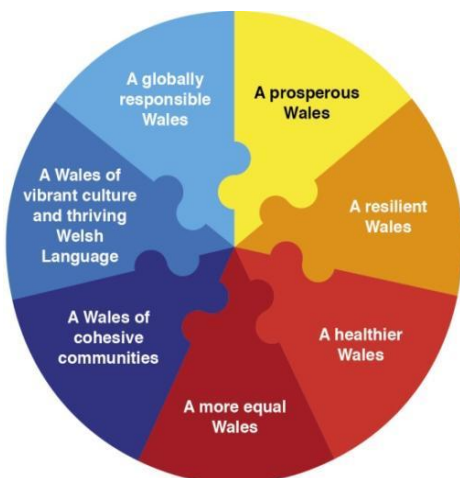 A globally
responsible
Wales
A prosperous
Wales
A resilient
Wales
A healthier
Wales
A more equal
Wales
A Wales of
cohesive
communities
A Wales of
vibrant culture
and thriving
Welsh
Language